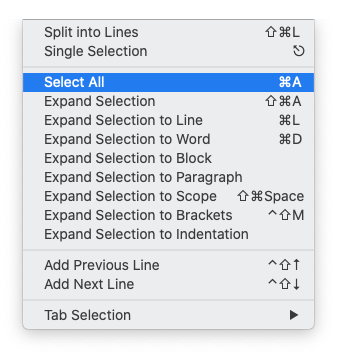 Split into Lines ⇧⌘L
Single Selection ⎋
Select All ⌘A
Expand Selection ⇧⌘A
Expand Selection to Line ⌘L
Expand Selection to Word ⌘D
Expand Selection to Block
Expand Selection to Paragraph
Expand Selection to Scope ⇧⌘Space
Expand Selection to Brackets ^⇧M
Expand Selection to Indentation
Add Previous Line ^⇧↑
Add Next Line ^⇧↓
Tab Selection ▶